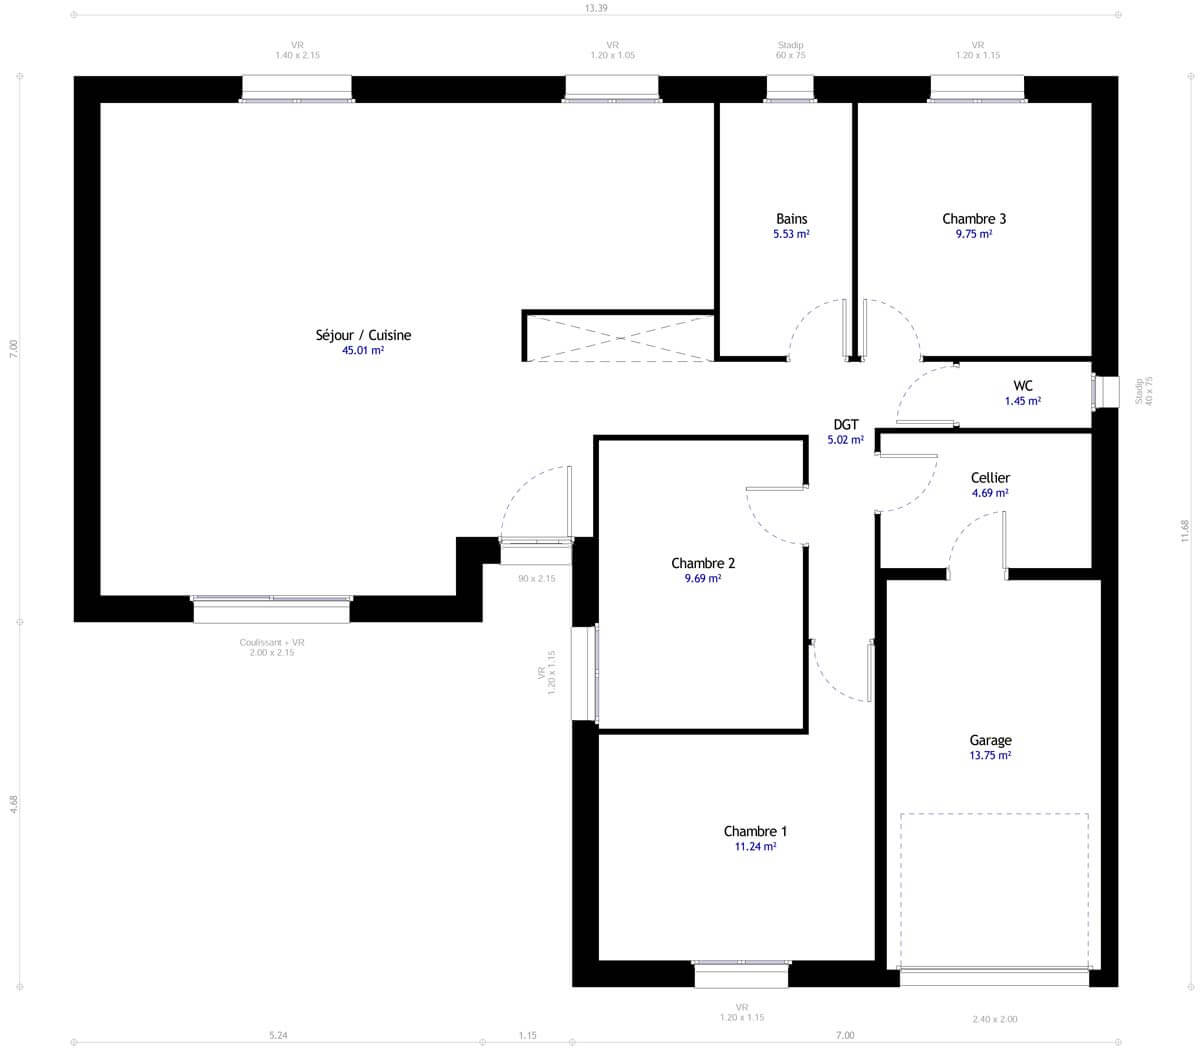 13.39
VR
1.40 x 2.15
VR
1.20 x 1.05
Stadip
60 x 75
VR
1.20 x 1.15
Bains
5.53 m²
Chambre 3
9.75 m²
7.00
Séjour / Cuisine
45.01 m²
WC
1.45 m²
Stadip
40 x 75
DGT
5.02 m²
Cellier
4.69 m²
11.68
Chambre 2
9.69 m²
90 x 2.15
Coulissant + VR
2.00 x 2.15
VR
1.20 x 1.15
Garage
13.75 m²
4.68
Chambre 1
11.24 m²
VR
1.20 x 1.15
2.40 x 2.00
5.24
1.15
7.00